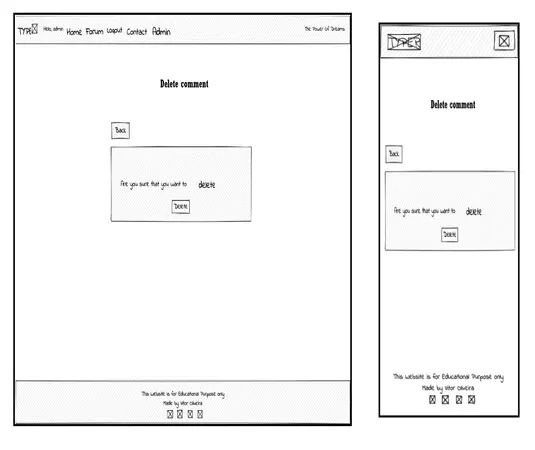 TYPE Hello, admin Home Forum Logout Contact Admin The Power Of Dreams
Delete comment
Back
Are you sure that you want to delete
Delete
This website is for Educational Purpose only
Made by Vitor Oliveira
Delete comment
Back
Are you sure that you want to delete
Delete
This website is for Educational Purpose only
Made by Vitor Oliveira